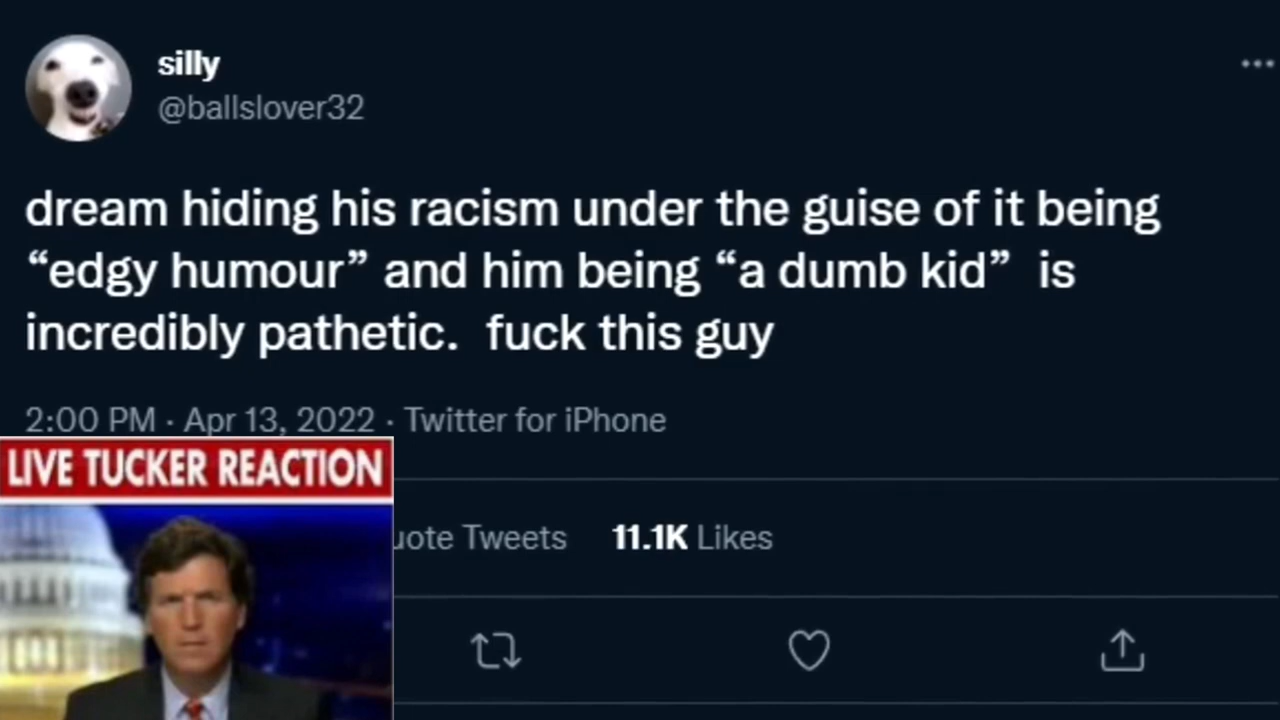 silly
@ballslover32
dream hiding his racism under the guise of it being
“edgy humour” and him being “a dumb kid”  is
incredibly pathetic.  fuck this guy
2:00 PM · Apr 13, 2022 · Twitter for iPhone
LIVE TUCKER REACTION
uote Tweets 11.1K Likes